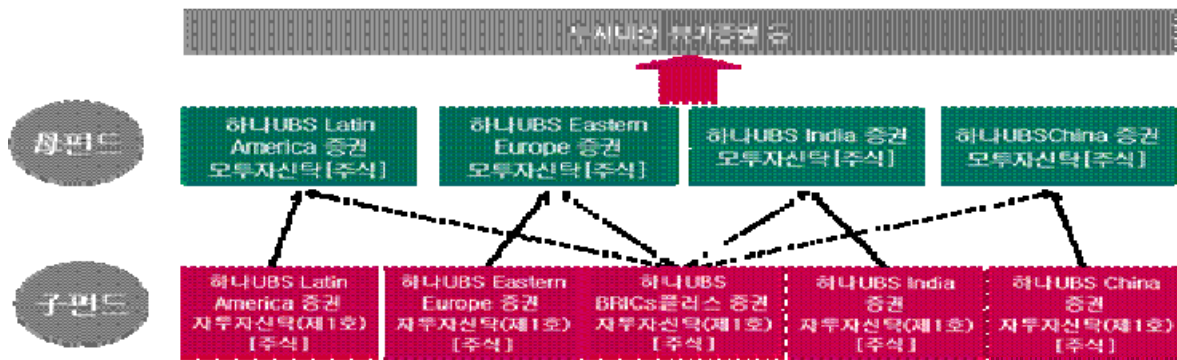 투자대상 유가증권 등
母펀드
하나UBS Latin
America 증권
모투자신탁[주식]
하나UBS Eastern
Europe 증권
모투자신탁[주식]
하나UBS India 증권
모투자신탁[주식]
하나UBSChina 증권
모투자신탁[주식]
子펀드
하나UBS Latin
America 증권
자투자신탁(제1호)
[주식]
하나UBS Eastern
Europe 증권
자투자신탁(제1호)
[주식]
하나UBS
BRICs플러스 증권
자투자신탁(제1호)
[주식]
하나UBS India
증권
자투자신탁(제1호)
[주식]
하나UBS China
증권
자투자신탁(제1호)
[주식]